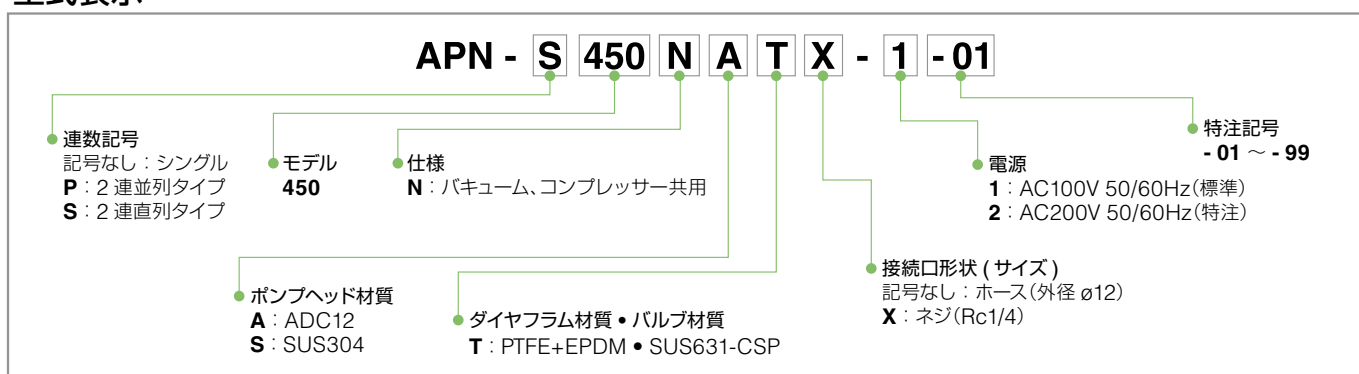 型式表示
APN - S 450 N A T X - 1 - 01
連数記号
記号なし：シングル
P：2 連並列タイプ
S：2 連直列タイプ
モデル
450
仕様
N：バキューム、コンプレッサー共用
電源
1：AC100V 50/60Hz（標準）
2：AC200V 50/60Hz（特注）
特注記号
- 01 ～ - 99
ポンプヘッド材質
A：ADC12
S：SUS304
ダイヤフラム材質 • バルブ材質
T：PTFE+EPDM • SUS631-CSP
接続口形状 ( サイズ )
記号なし：ホース（外径 ø12）
X：ネジ（Rc1/4）